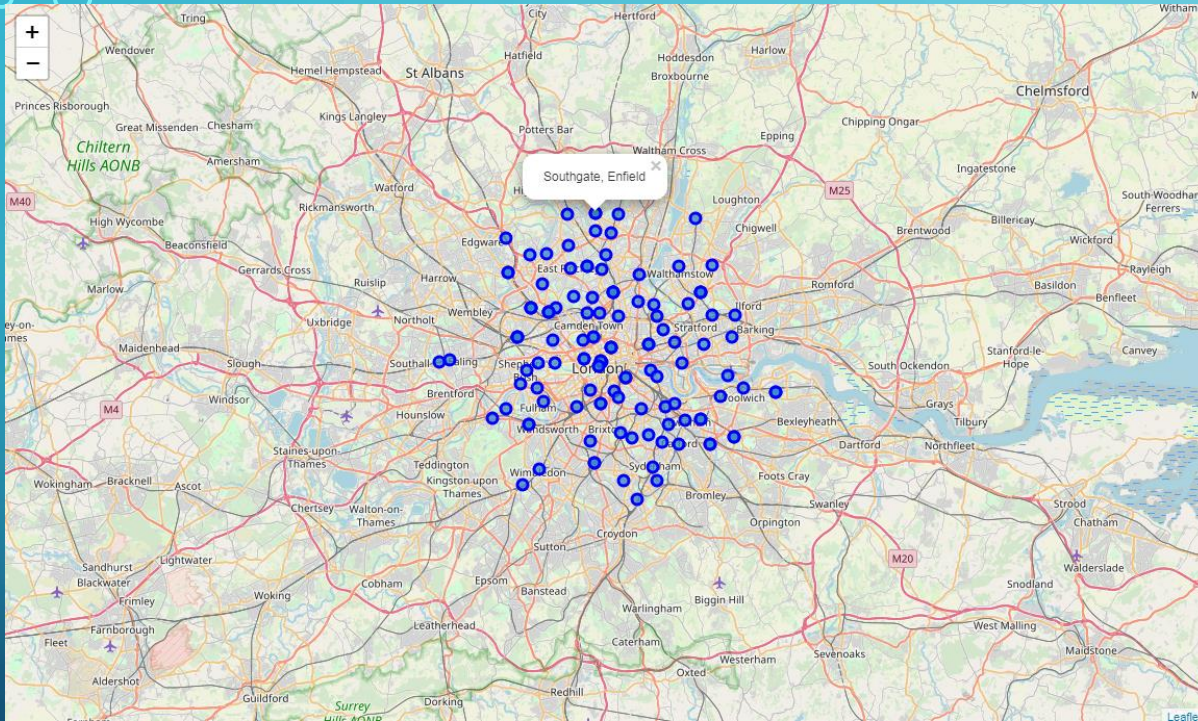 Tring
City
Hertford
Witham
+
Wendover
Hatfield
Hoddesdon
Harlow
Hemel Hempstead
St Albans
Broxbourne
−
Chelmsford
Princes Risborough
Kings Langley
Great Missenden
Chesham
Chipping Ongar
Potters Bar
Epping
Chiltern
Hills AONB
Amersham
Waltham Cross
Ingatestone
Southgate, Enfield
×
Watford
M25
M40
Rickmansworth
Loughton
South Woodham
Ferrers
High Wycombe
Chigwell
Billericay
Brentwood
Wickford
Beaconsfield
Edgware
Gerrards Cross
Harrow
Walthamstow
Rayleigh
Ruislip
Romford
Basildon
Marlow
Benfleet
Wembley
Ilford
Uxbridge
Northolt
Camden Town
Stratford
Barking
Maidenhead
Canvey
Stanford-le-
Hope
Slough
Southall
South Ockendon
London
Brentford
Windsor
Grays
M4
Hounslow
Fulham
Tilbury
Bexleyheath
Brixton
Northfleet
Dartford
Staines-upon-
Thames
Teddington
Sydenham
Wokingham
Bracknell
Ascot
Kingston upon
Thames
Foots Cray
Bromley
Chertsey
Walton-on-
Thames
Swanley
Strood
Orpington
Chatham
Croydon
Sutton
M20
Lightwater
Sandhurst
Blackwater
Cobham
Epsom
Walderslade
Snodland
Woking
Banstead
Biggin Hill
Frimley
Warlingham
Leatherhead
West Malling
Farnborough
Fleet
Caterham
Maidstone
Westerham
Sevenoaks
Oxted
Aldershot
Redhill
Guildford
Dorking
Surrey
Hills AONB